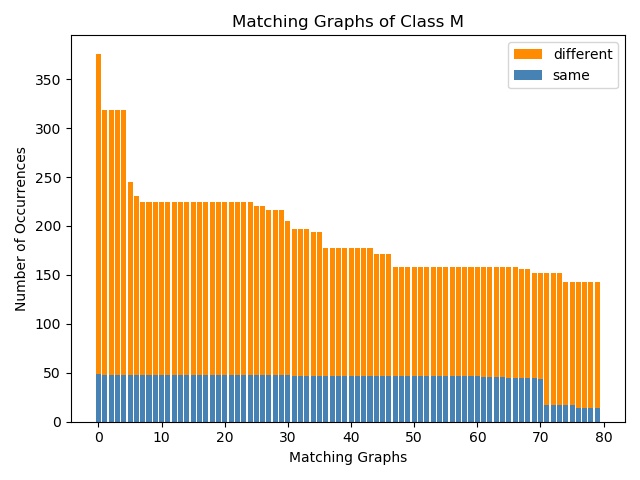 Matching Graphs of Class M
different
same
Number of Occurrences
350
300
250
200
150
100
50
0
0 10 20 30 40 50 60 70 80
Matching Graphs